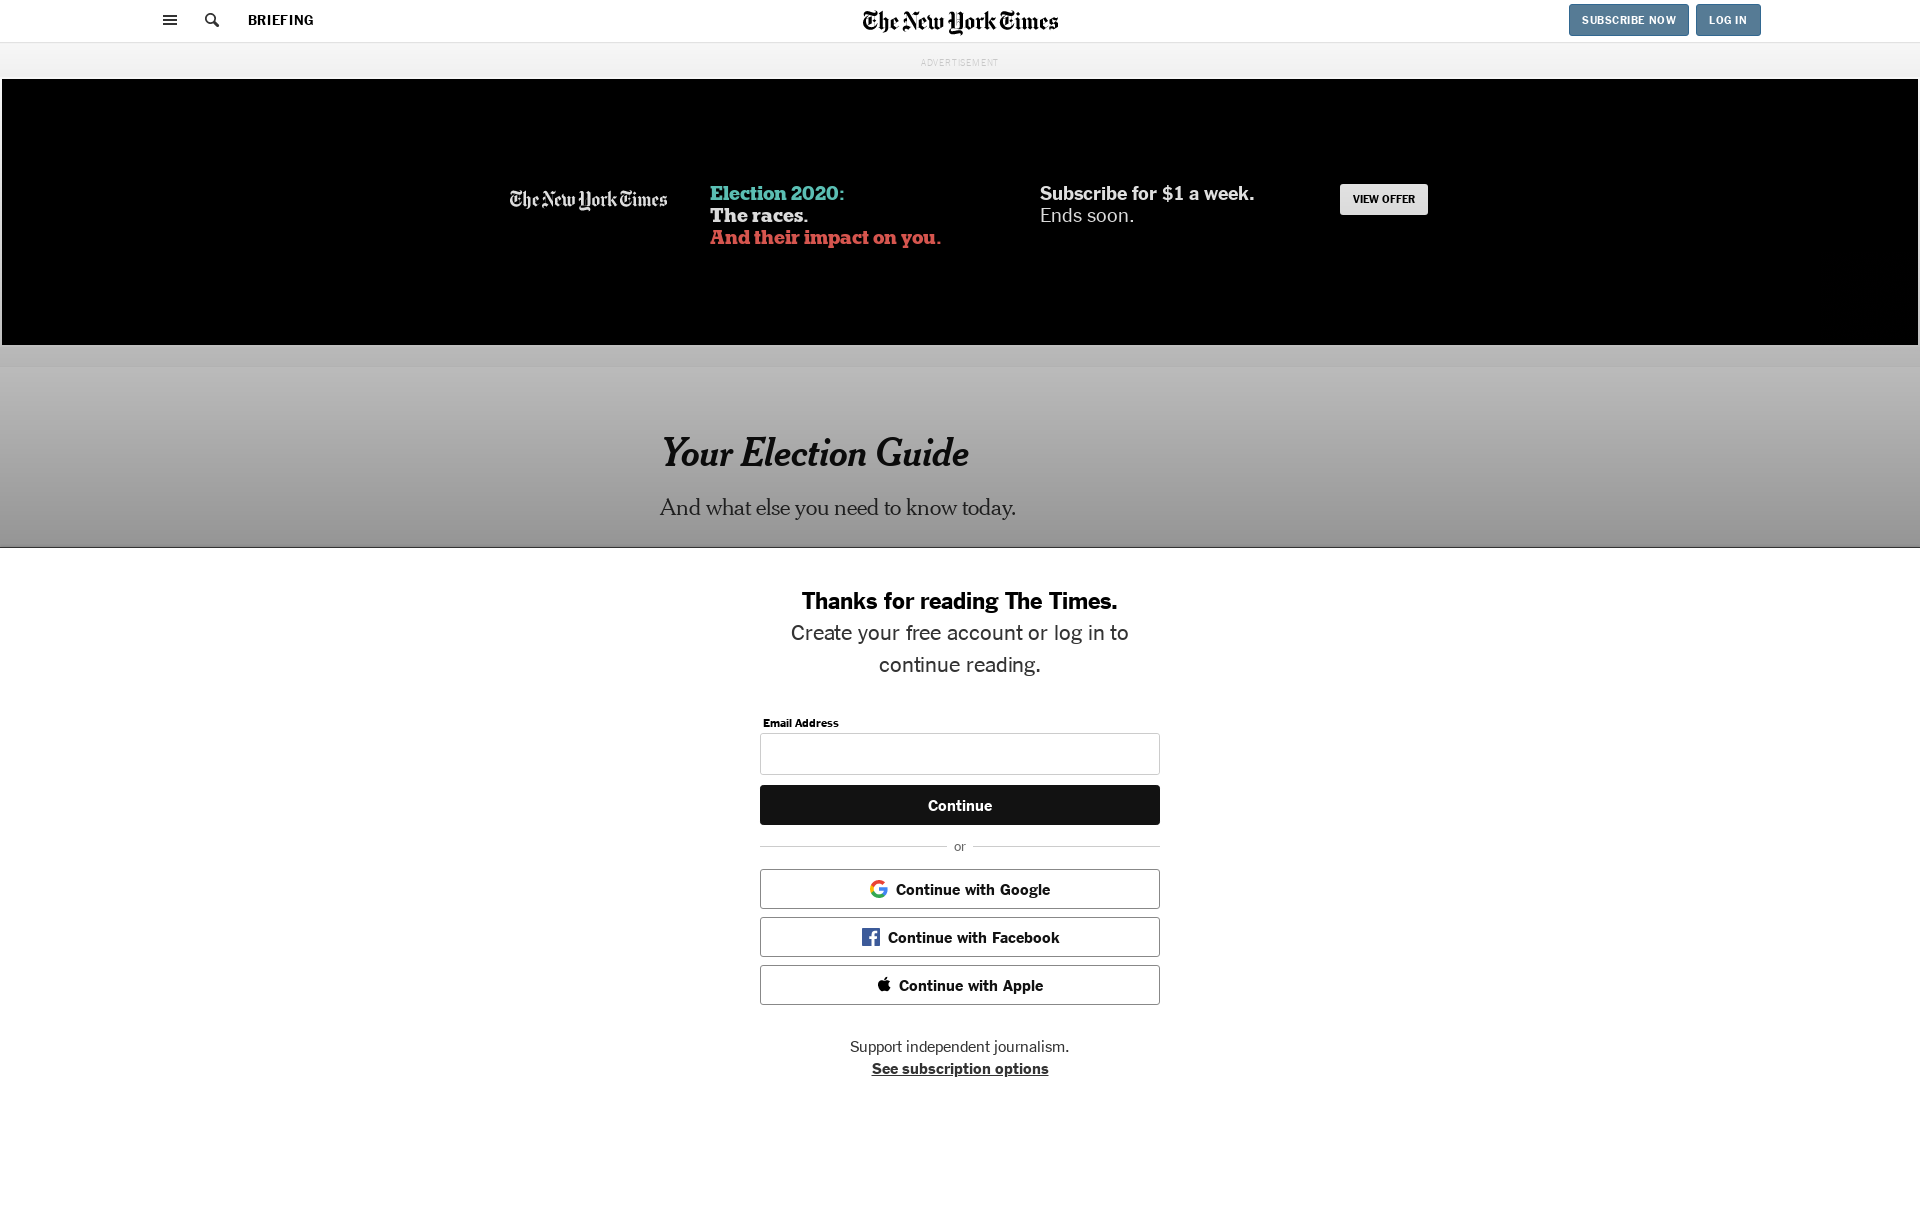 BRIEFING
The New York Times
SUBSCRIBE NOW
LOG IN
ADVERTISEMENT
The New York Times
Election 2020:
The races.
And their impact on you.
Subscribe for $1 a week.
Ends soon.
VIEW OFFER
Your Election Guide
And what else you need to know today.
Thanks for reading The Times.
Create your free account or log in to
continue reading.
Email Address
Continue
or
Continue with Google
Continue with Facebook
Continue with Apple
Support independent journalism.
See subscription options